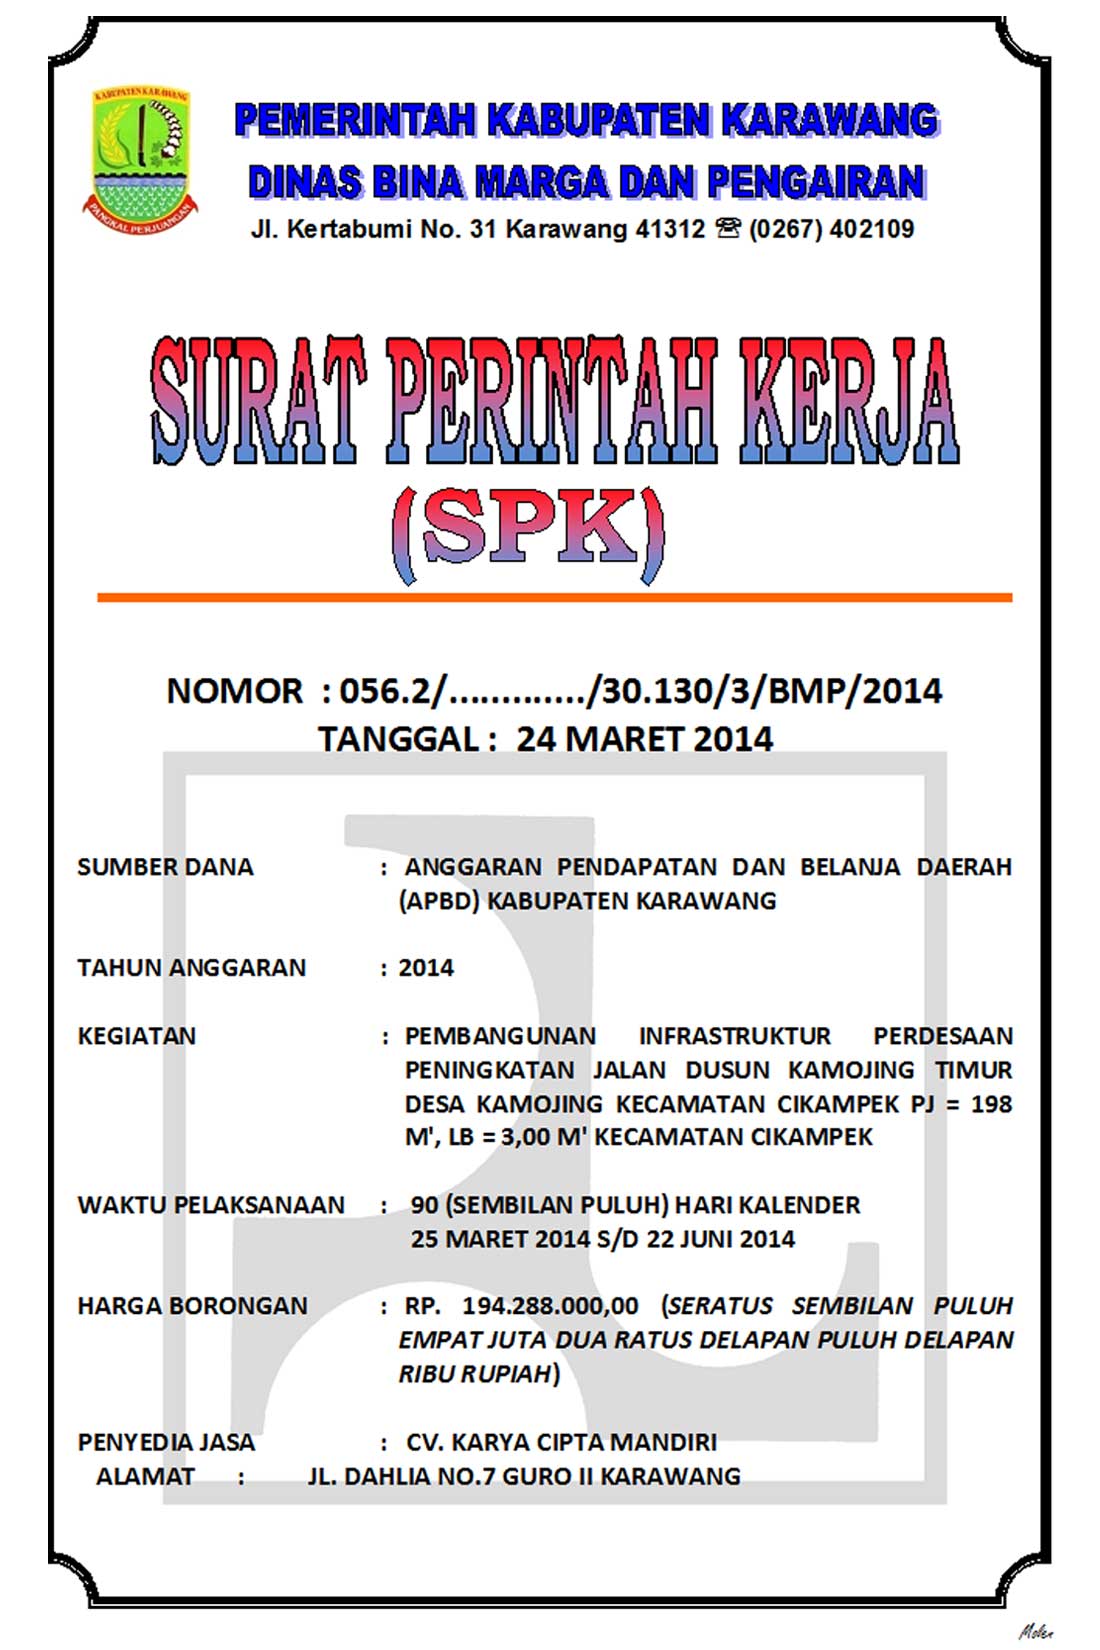 KABUPATEN KARAWANG
PANGKAL PERJUANGAN
PEMERINTAH KABUPATEN KARAWANG
DINAS BINA MARGA DAN PENGAIRAN
Jl. Kertabumi No. 31 Karawang 41312 ☏ (0267) 402109
SURAT PERINTAH KERJA
(SPK)
NOMOR : 056.2/............./30.130/3/BMP/2014
TANGGAL : 24 MARET 2014
SUMBER DANA : ANGGARAN PENDAPATAN DAN BELANJA DAERAH
(APBD) KABUPATEN KARAWANG
TAHUN ANGGARAN : 2014
KEGIATAN : PEMBANGUNAN INFRASTRUKTUR PERDESAAN
PENINGKATAN JALAN DUSUN KAMOJING TIMUR
DESA KAMOJING KECAMATAN CIKAMPEK PJ = 198
M', LB = 3,00 M' KECAMATAN CIKAMPEK
WAKTU PELAKSANAAN : 90 (SEMBILAN PULUH) HARI KALENDER
25 MARET 2014 S/D 22 JUNI 2014
HARGA BORONGAN : RP. 194.288.000,00 (SERATUS SEMBILAN PULUH
EMPAT JUTA DUA RATUS DELAPAN PULUH DELAPAN
RIBU RUPIAH)
PENYEDIA JASA : CV. KARYA CIPTA MANDIRI
ALAMAT : JL. DAHLIA NO.7 GURO II KARAWANG